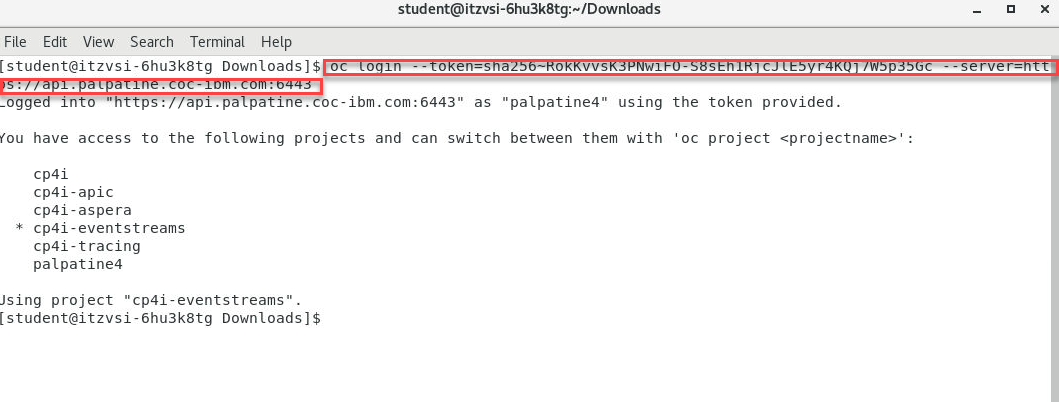 student@itzvsi-6hu3k8tg:~/Downloads
File Edit View Search Terminal Help
[student@itzvsi-6hu3k8tg Downloads]$ oc login --token=sha256~RokKvvsK3PNwiFO-S8sEh1RjcJlE5yr4KQj7W5p35Gc --server=htt
ps://api.palpatine.coc-ibm.com:6443
Logged into "https://api.palpatine.coc-ibm.com:6443" as "palpatine4" using the token provided.
You have access to the following projects and can switch between them with 'oc project <projectname>':
cp4i
cp4i-apic
cp4i-aspera
* cp4i-eventstreams
cp4i-tracing
palpatine4
Using project "cp4i-eventstreams".
[student@itzvsi-6hu3k8tg Downloads]$